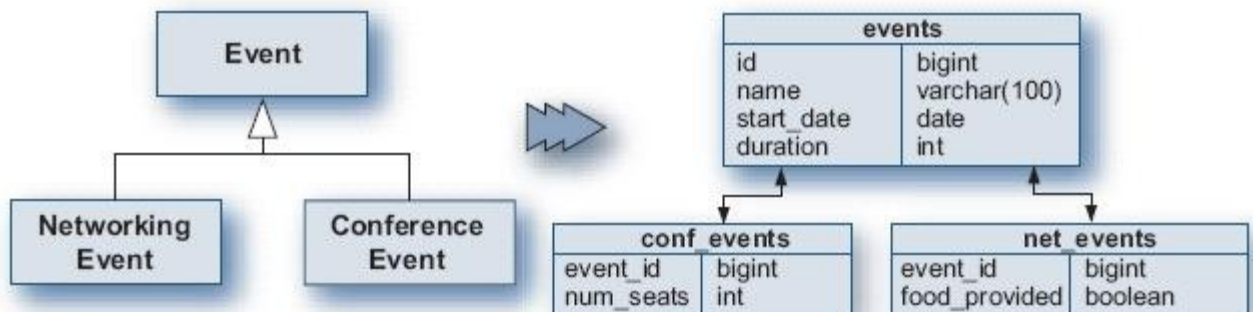 Event
Networking
Event
Conference
Event
events
id bigint
name varchar(100)
start_date date
duration int
conf_events
event_id bigint
num_seats int
net_events
event_id bigint
food_provided boolean